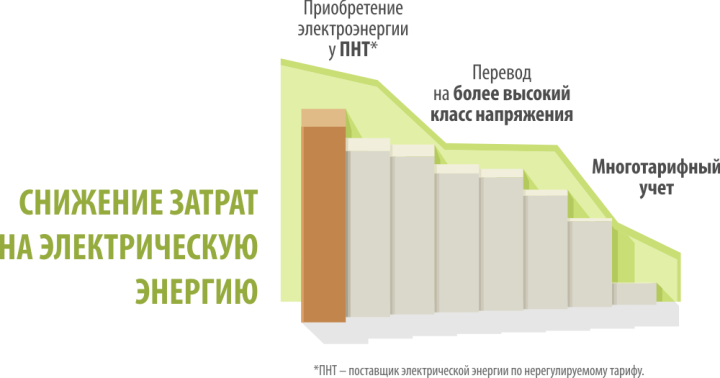 Приобретение
электроэнергии
у ПНТ*
Перевод
на более высокий
класс напряжения
Многотарифный
учет
СНИЖЕНИЕ ЗАТРАТ
НА ЭЛЕКТРИЧЕСКУЮ
ЭНЕРГИЮ
*ПНТ – поставщик электрической энергии по нерегулируемому тарифу.